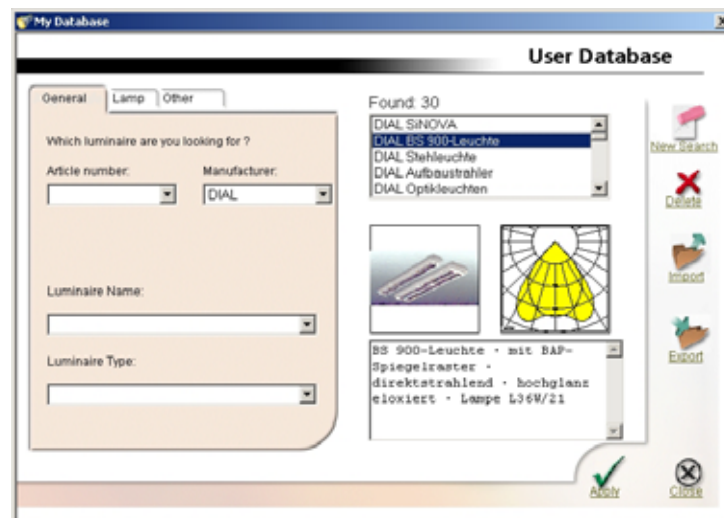 My Database
User Database
General
Lamp
Other
Which luminaire are you looking for ?
Article number:
Manufacturer:
DIAL
Luminaire Name:
Luminaire Type:
Found: 30
DIAL SiNOVA
DIAL BS 900-Leuchte
DIAL Stehleuchte
DIAL Aufbaustrahler
DIAL Optikleuchten
BS 900-Leuchte · mit BAP-
Spiegelraster ·
direktstrahlend · hochglanz
eloxiert · Lampe L36W/21
New Search
Delete
Import
Export
Apply
Close